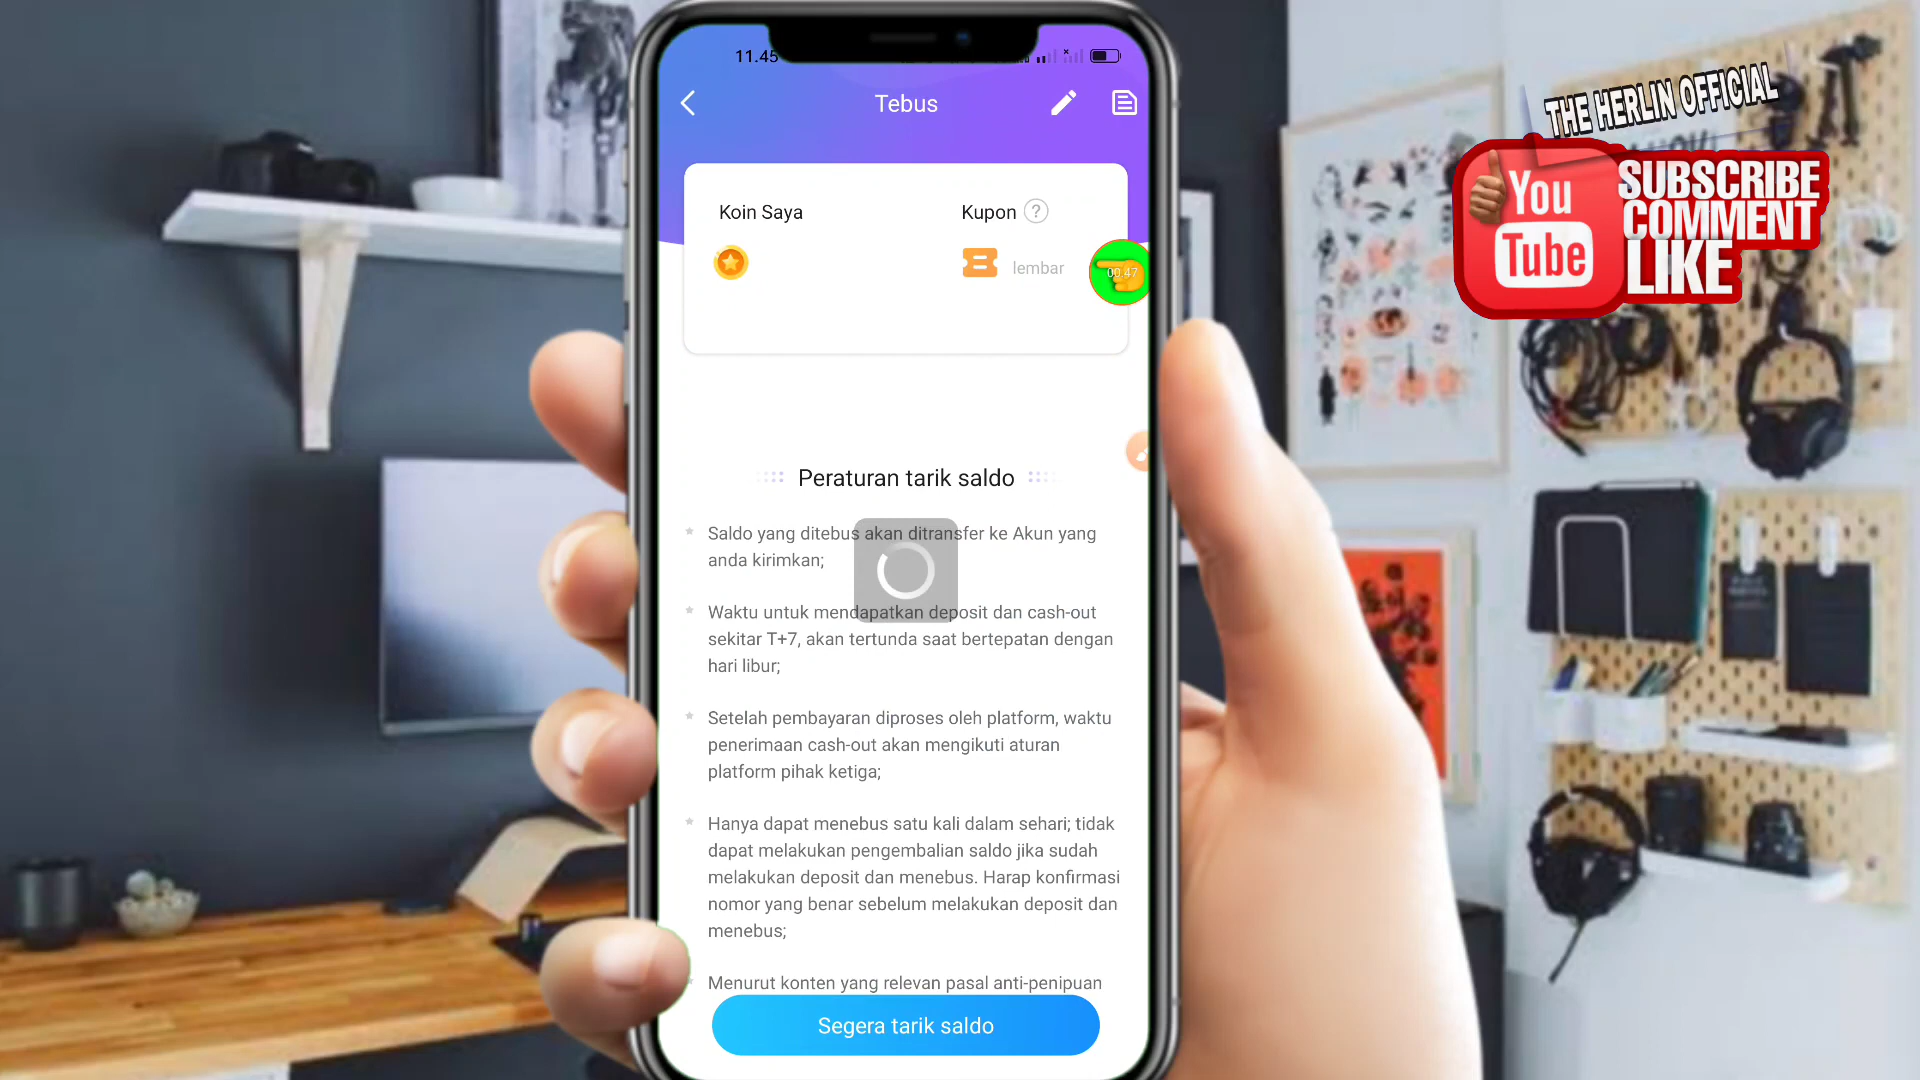 11.45
Tebus
THE HERLIN OFFICIAL
You
Tube
SUBSCRIBE
COMMENT
LIKE
Koin Saya
Kupon ?
lembar
00.47
Peraturan tarik saldo
Saldo yang ditebus akan ditransfer ke Akun yang
anda kirimkan;
Waktu untuk mendapatkan deposit dan cash-out
sekitar T+7, akan tertunda saat bertepatan dengan
hari libur;
Setelah pembayaran diproses oleh platform, waktu
penerimaan cash-out akan mengikuti aturan
platform pihak ketiga;
Hanya dapat menebus satu kali dalam sehari; tidak
dapat melakukan pengembalian saldo jika sudah
melakukan deposit dan menebus. Harap konfirmasi
nomor yang benar sebelum melakukan deposit dan
menebus;
Menurut konten yang relevan pasal anti-penipuan
Segera tarik saldo